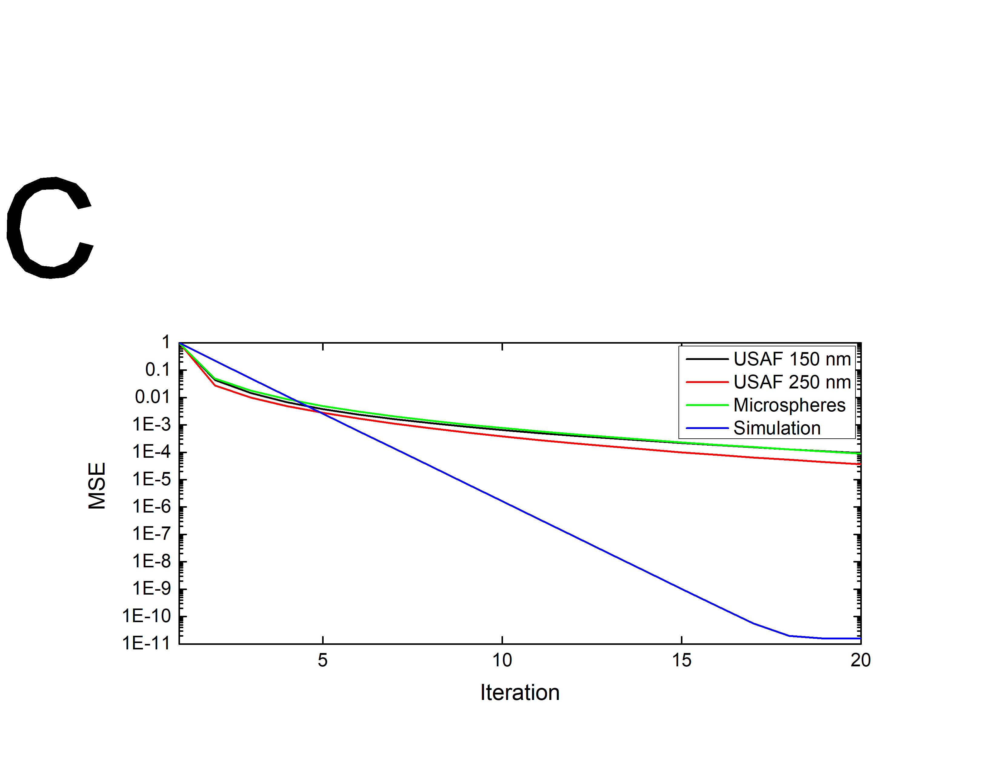 C
1
0.1
0.01
1E-3
1E-4
1E-5
1E-6
1E-7
1E-8
1E-9
1E-10
1E-11
MSE
USAF 150 nm
USAF 250 nm
Microspheres
Simulation
5 10 15 20
Iteration